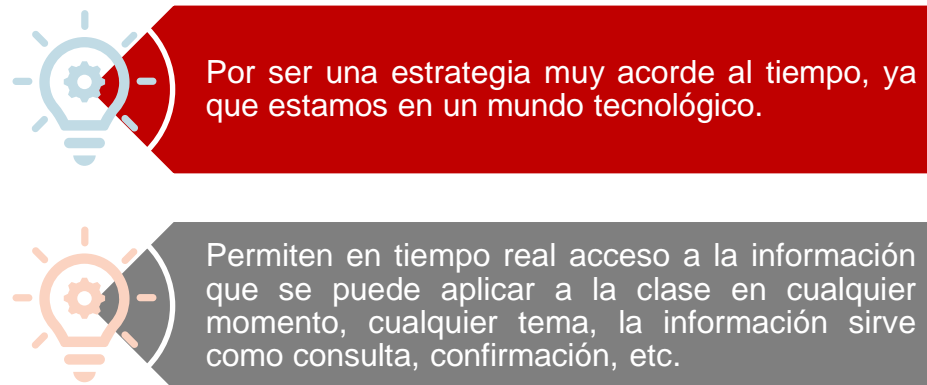 Por ser una estrategia muy acorde al tiempo, ya
que estamos en un mundo tecnológico.
Permiten en tiempo real acceso a la información
que se puede aplicar a la clase en cualquier
momento, cualquier tema, la información sirve
como consulta, confirmación, etc.